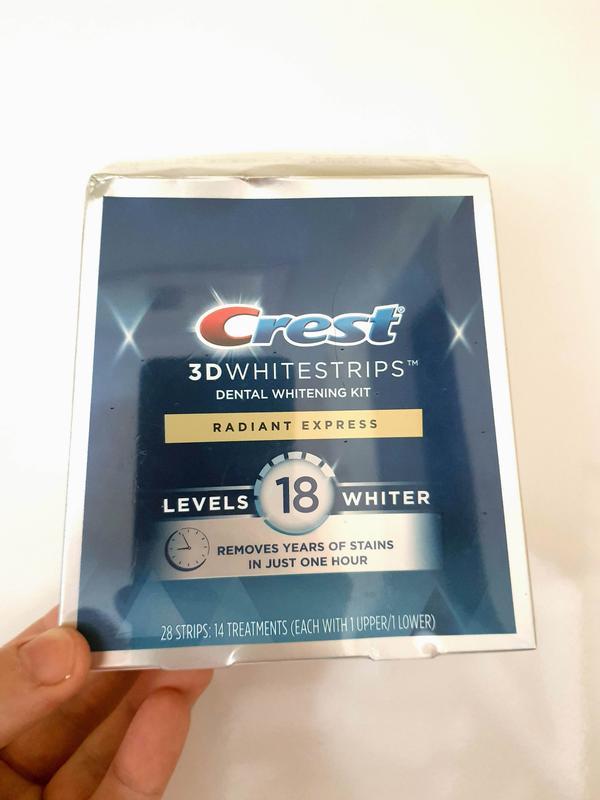 Crest®
3DWHITESTRIPS™
DENTAL WHITENING KIT
RADIANT EXPRESS
LEVELS 18 WHITER
REMOVES YEARS OF STAINS
IN JUST ONE HOUR
28 STRIPS: 14 TREATMENTS (EACH WITH 1 UPPER/1 LOWER)